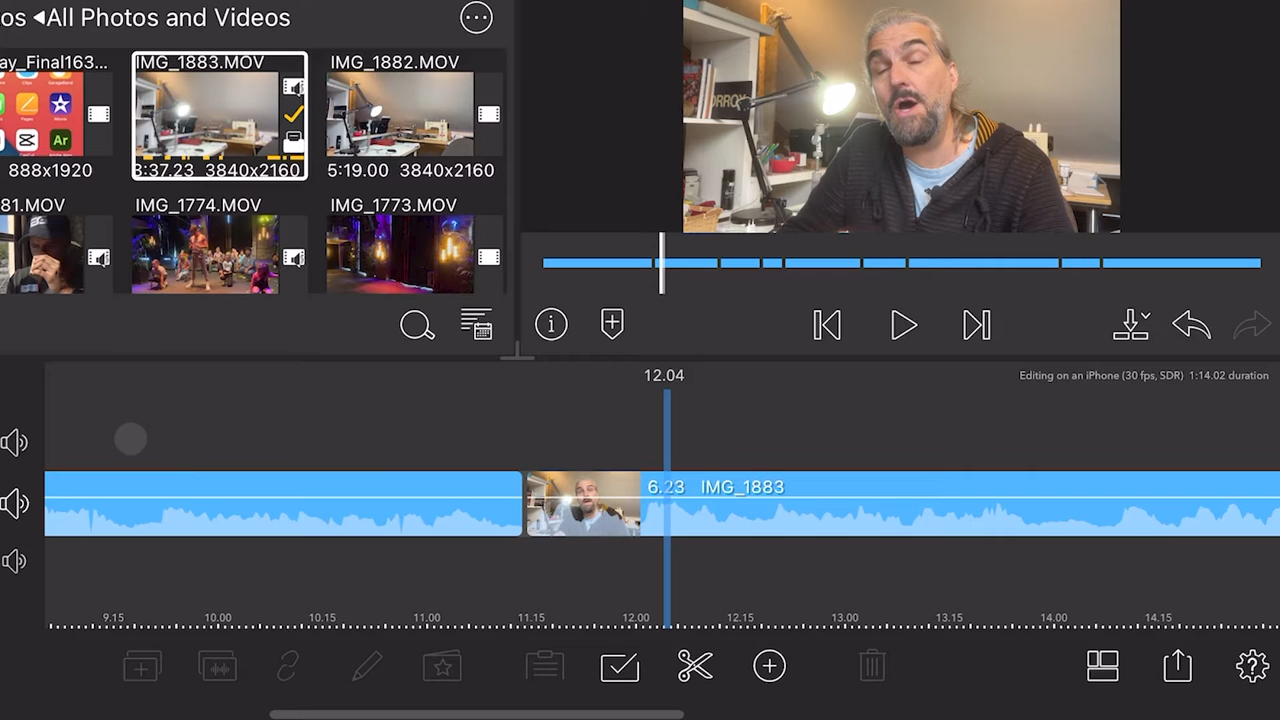 os ◀All Photos and Videos
ay_Final163...
IMG_1883.MOV
IMG_1882.MOV
888x1920
3:37.23 3840x2160
5:19.00 3840x2160
81.MOV
IMG_1774.MOV
IMG_1773.MOV
12.04
Editing on an iPhone (30 fps, SDR) 1:14.02 duration
6.23 IMG_1883
9.15 10.00 10.15 11.00 11.15 12.00 12.15 13.00 13.15 14.00 14.15